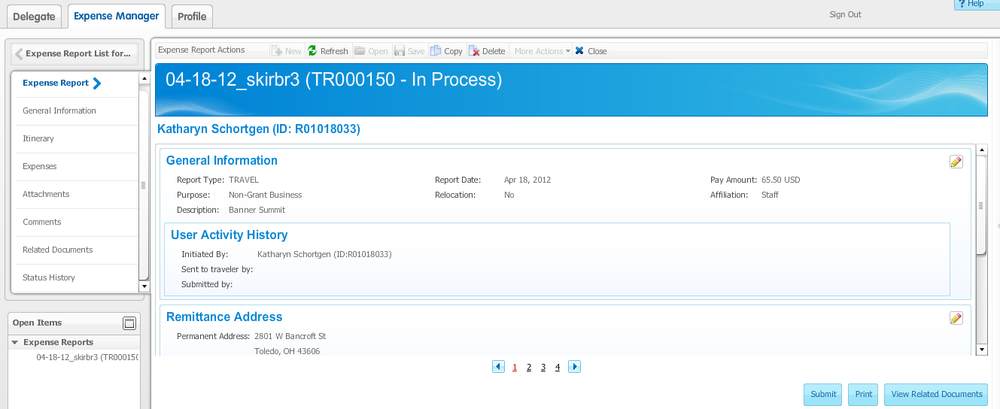 Delegate Expense Manager Profile Sign Out ? Help
Expense Report List for...
Expense Report
General Information
Itinerary
Expenses
Attachments
Comments
Related Documents
Status History
Open Items
Expense Reports
04-18-12_skirbr3 (TR000150
Expense Report Actions New Refresh Open Save Copy Delete More Actions Close
04-18-12_skirbr3 (TR000150 - In Process)
Katharyn Schortgen (ID: R01018033)
General Information
Report Type: TRAVEL Report Date: Apr 18, 2012 Pay Amount: 65.50 USD
Purpose: Non-Grant Business Relocation: No Affiliation: Staff
Description: Banner Summit
User Activity History
Initiated By: Katharyn Schortgen (ID:R01018033)
Sent to traveler by:
Submitted by:
Remittance Address
Permanent Address: 2801 W Bancroft St
Toledo, OH 43606
1 2 3 4
Submit Print View Related Documents